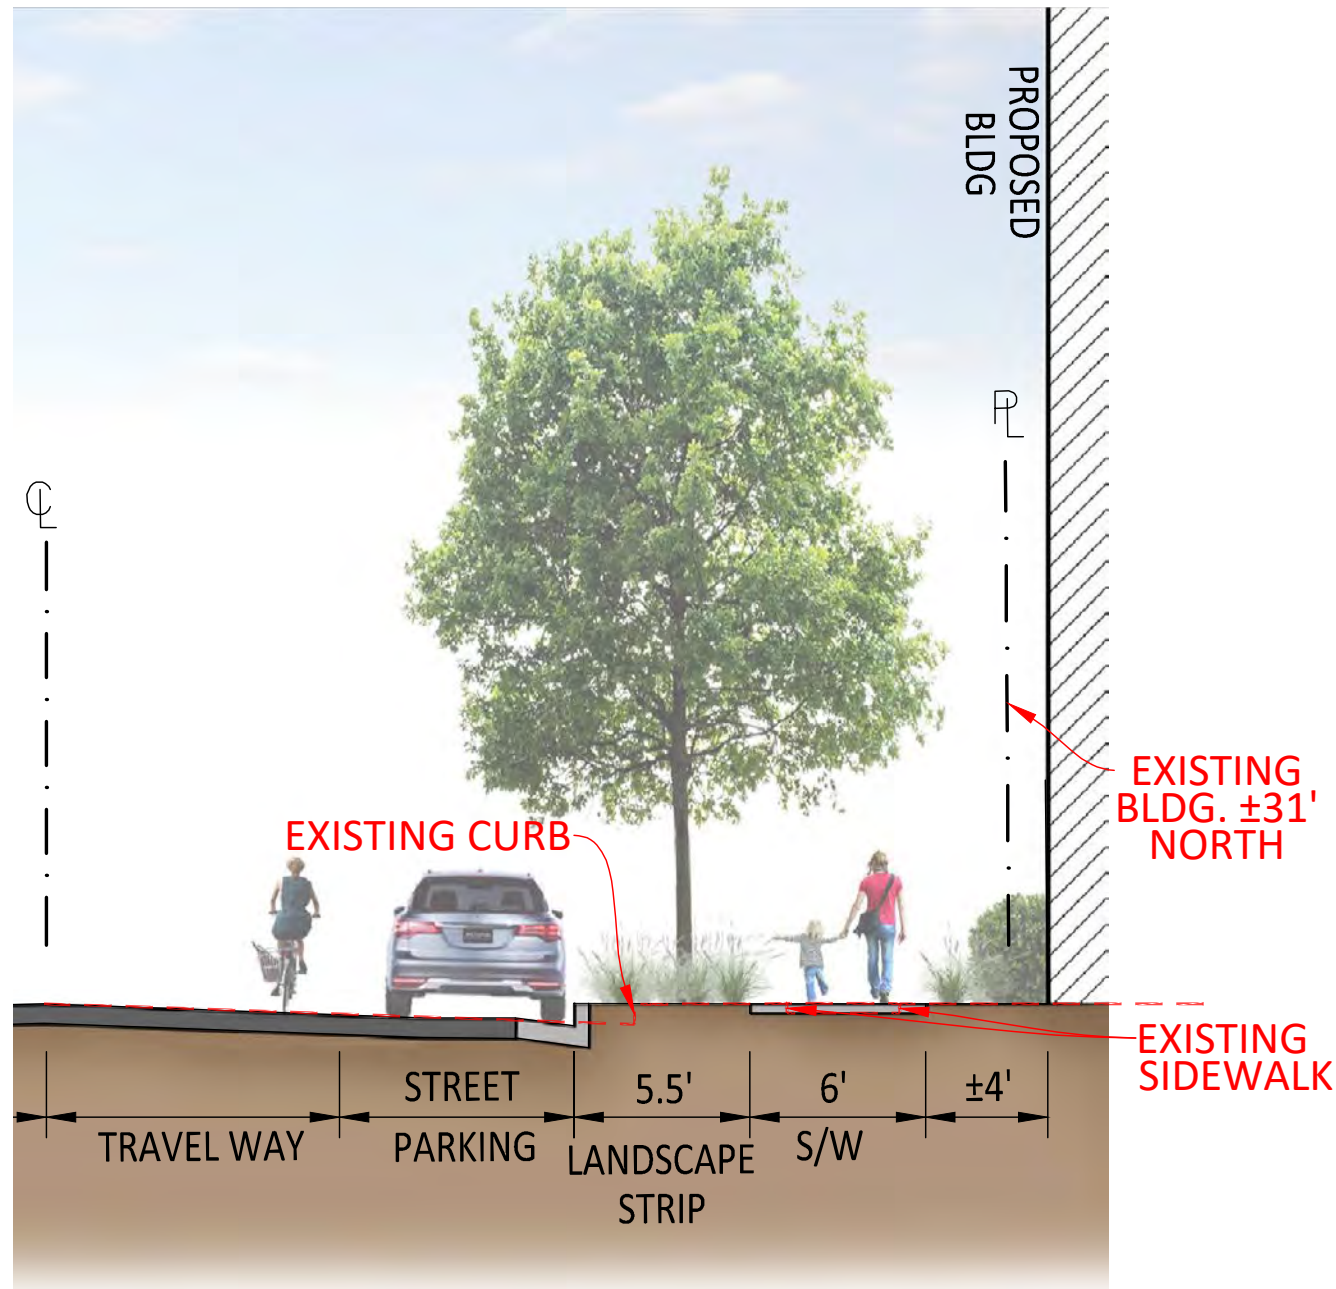 PROPOSED
BLDG
PL
CL
EXISTING
BLDG. ±31'
NORTH
EXISTING CURB
EXISTING
SIDEWALK
STREET
PARKING
TRAVEL WAY
5.5'
LANDSCAPE
STRIP
6'
S/W
±4'